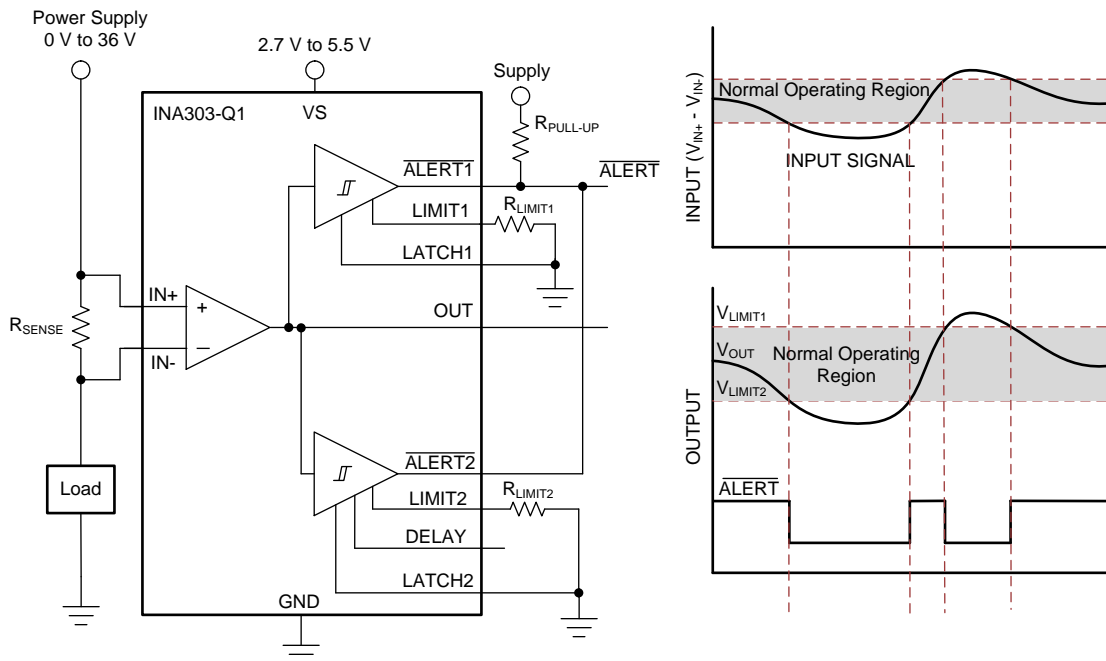 Power Supply
0 V to 36 V
2.7 V to 5.5 V
Supply
INA303-Q1
VS
RPULL-UP
ALERT1
ALERT
LIMIT1
RLIMIT1
LATCH1
IN+
+
RSENSE
OUT
IN-
−
ALERT2
Load
LIMIT2
RLIMIT2
DELAY
LATCH2
GND
INPUT (VIN+ - VIN-)
Normal Operating Region
INPUT SIGNAL
OUTPUT
VLIMIT1
VOUT
Normal Operating
Region
VLIMIT2
ALERT